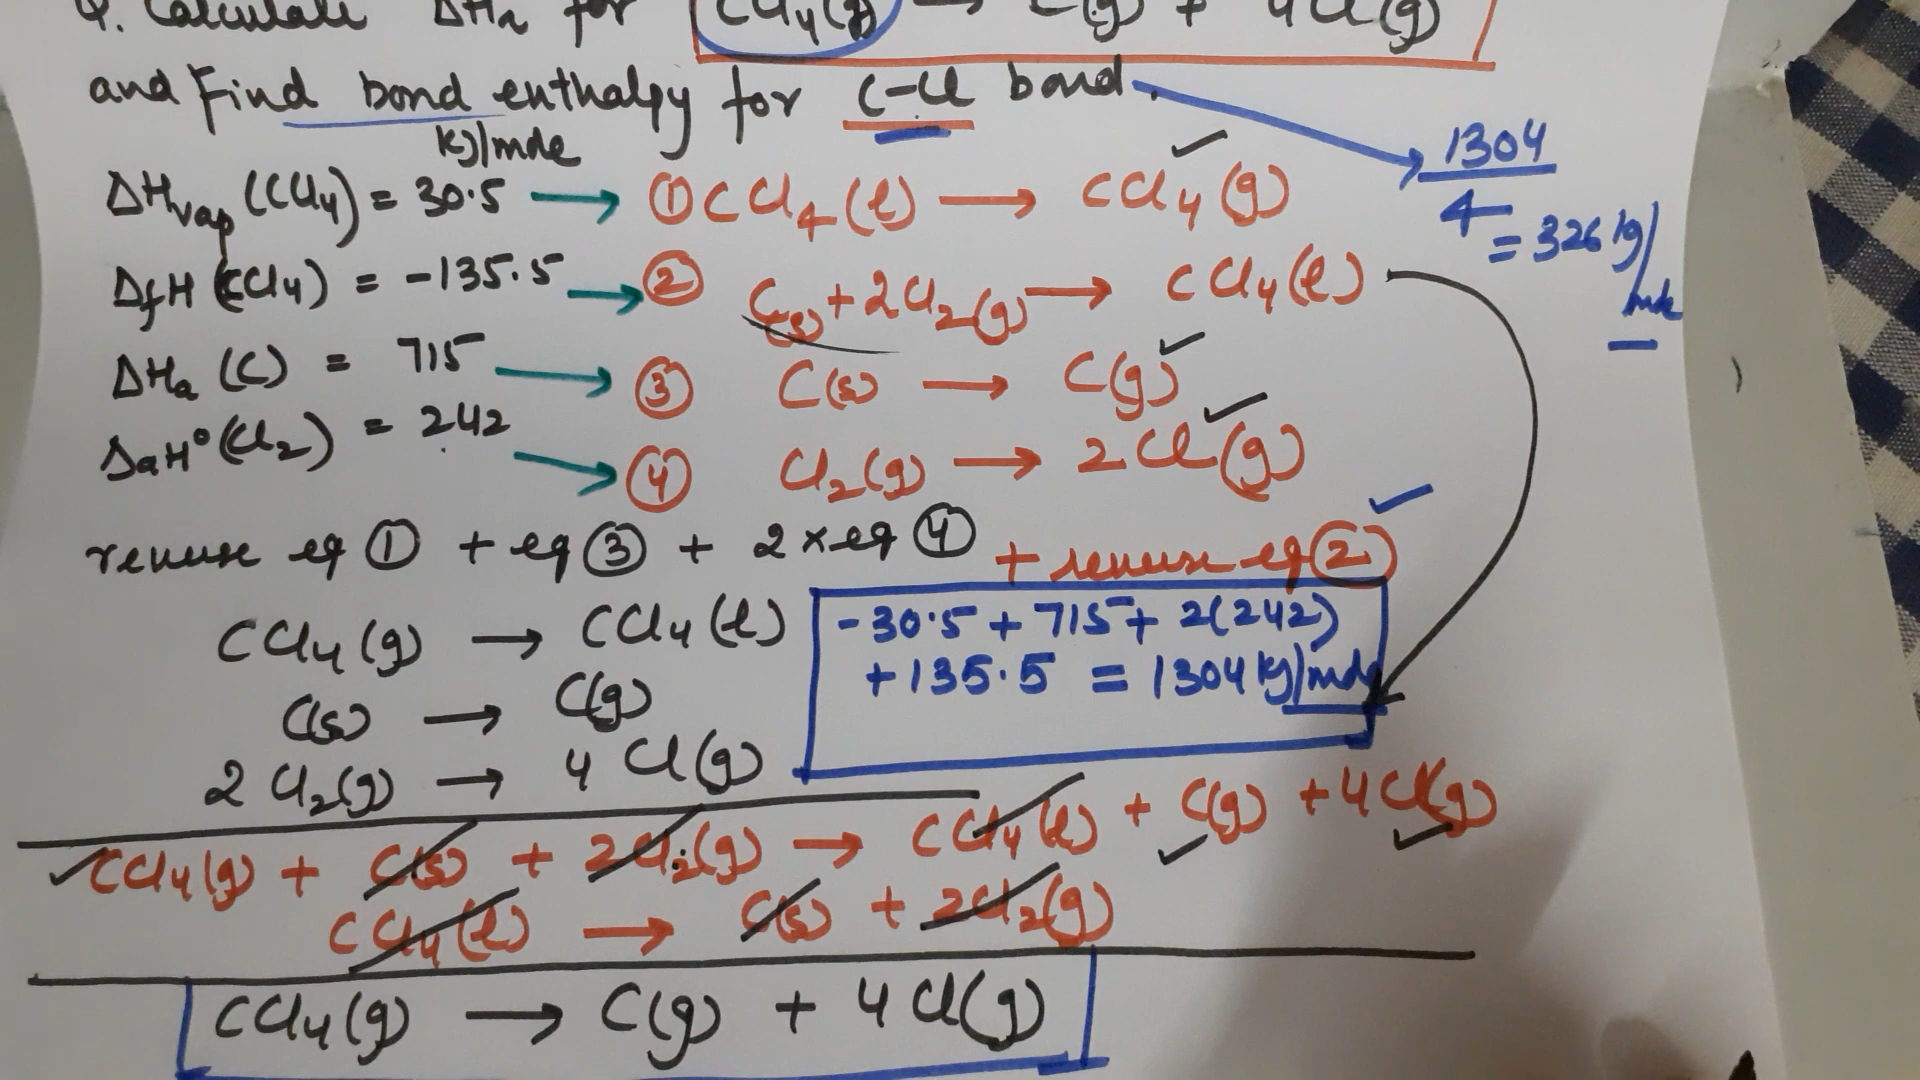 Q. Calculate ΔHa for CCl4(g) → C(g) + 4Cl(g)
and Find bond enthalpy for C-Cl bond.
KJ/mole
1304
4
= 326 KJ/mole
ΔHvap (CCl4) = 30.5 → ① CCl4(l) → CCl4(g)
ΔfH (CCl4) = -135.5 → ② C(s) + 2Cl2(g) → CCl4(l)
ΔHa (C) = 715 → ③ C(s) → C(g)
ΔaH° (Cl2) = 242 → ④ Cl2(g) → 2Cl(g)
reverse eq ① + eq ③ + 2 x eq ④ + reverse eq ②
CCl4(g) → CCl4(l)
C(s) → C(g)
2Cl2(g) → 4Cl(g)
-30.5 + 715 + 2(242)
+135.5 = 1304 KJ/mole
CCl4(g) + C(s) + 2Cl2(g) → CCl4(l) + C(g) + 4Cl(g)
CCl4(l) → C(s) + 2Cl2(g)
CCl4(g) → C(g) + 4Cl(g)